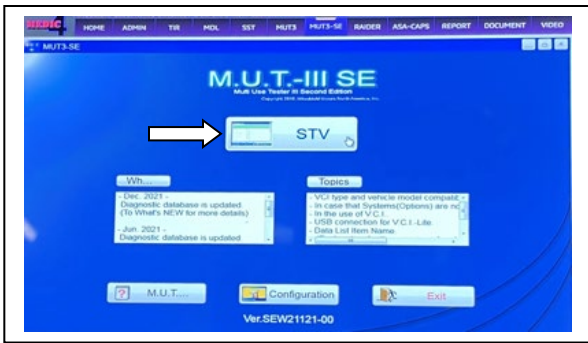 MEDIC 4 HOME ADMIN TIR MDL SST MUT3 MUT3-SE RAIDER ASA-CAPS REPORT DOCUMENT VIDEO
MUT3-SE
M.U.T.-III SE
Multi Use Tester III Second Edition
STV
Wh...
- Dec. 2021 -
Diagnostic database is updated.
(To What's NEW for more details)
- Jun. 2021 -
Diagnostic database is updated
Topics
- VCI type and vehicle model compatib
- In case that Systems(Options) are no
- In the use of V.C.I..
- USB connection for V.C.I.-Lite.
- Data List Item Name
M.U.T....
Configuration
Exit
Ver.SEW21121-00